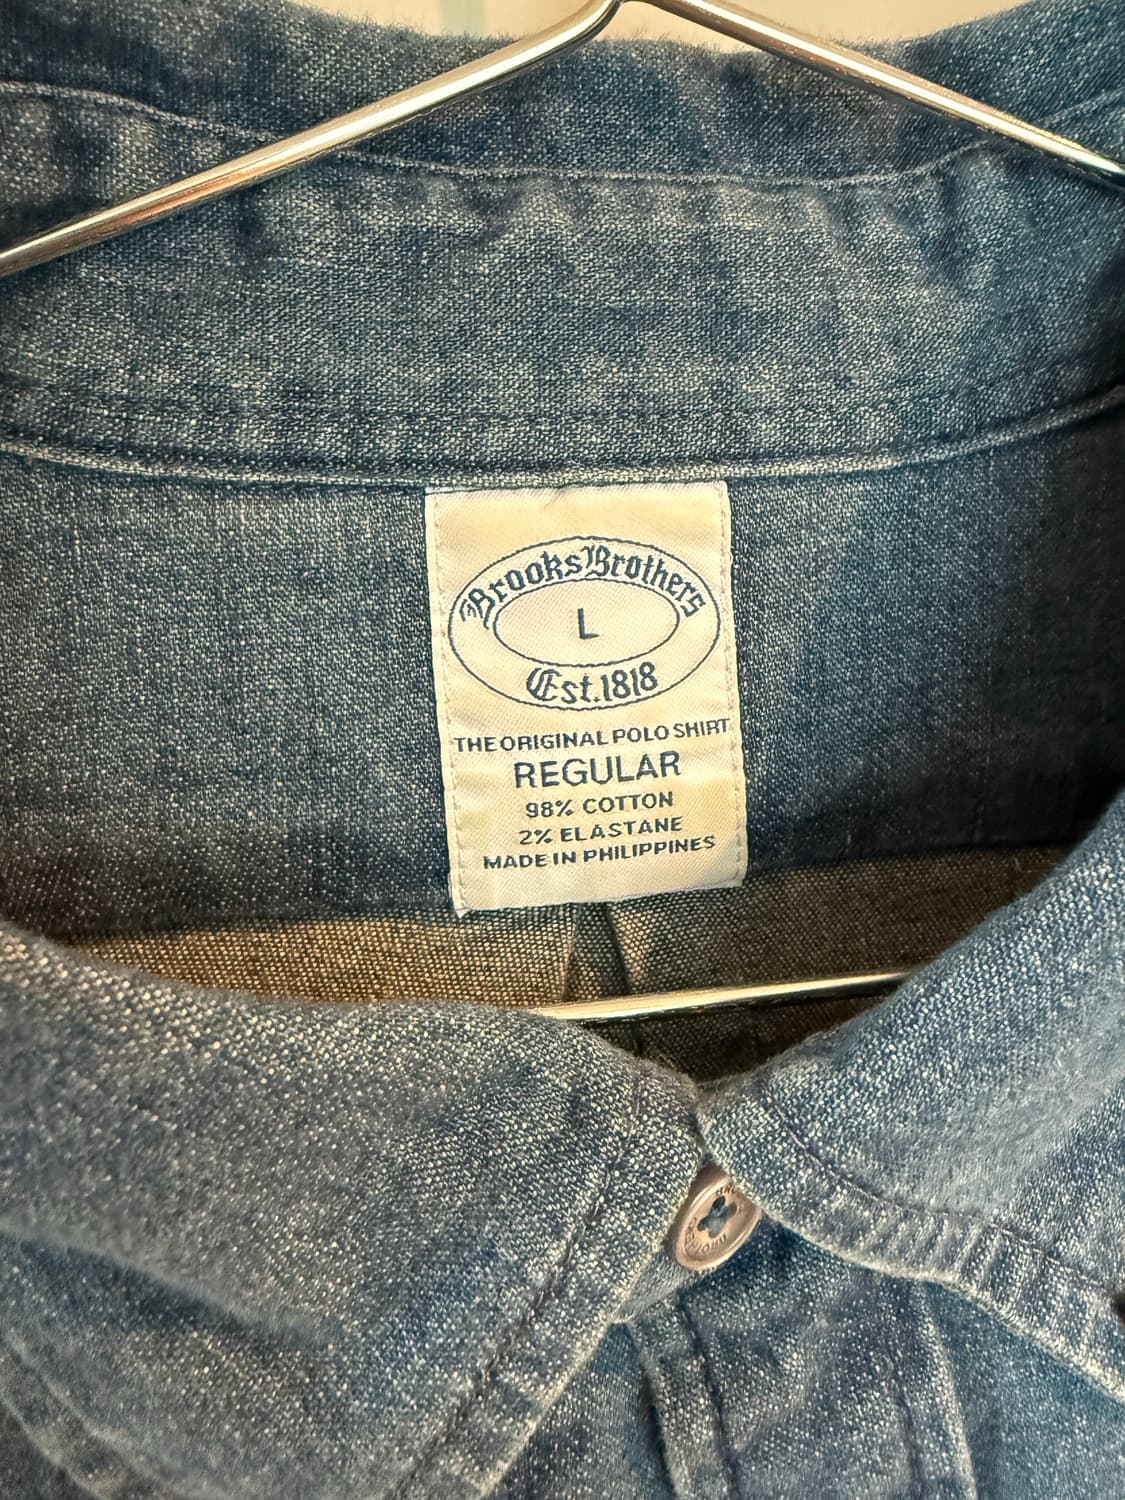 Brooks Brothers
L
Est. 1818
THE ORIGINAL POLO SHIRT
REGULAR
98% COTTON
2% ELASTANE
MADE IN PHILIPPINES